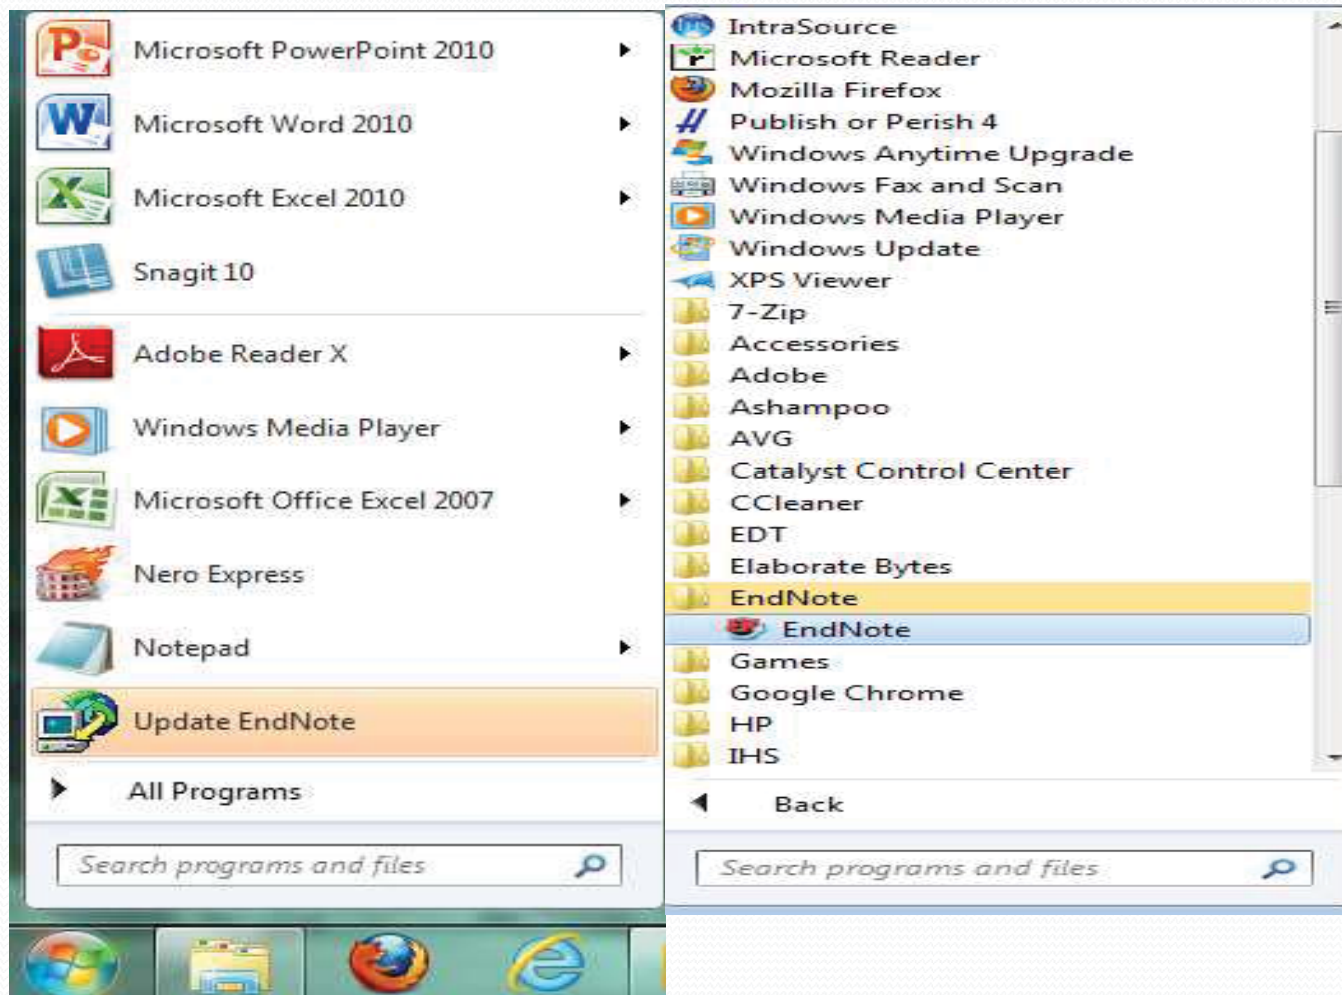 Microsoft PowerPoint 2010
Microsoft Word 2010
Microsoft Excel 2010
Snagit 10
Adobe Reader X
Windows Media Player
Microsoft Office Excel 2007
Nero Express
Notepad
Update EndNote
All Programs
Search programs and files
IntraSource
Microsoft Reader
Mozilla Firefox
Publish or Perish 4
Windows Anytime Upgrade
Windows Fax and Scan
Windows Media Player
Windows Update
XPS Viewer
7-Zip
Accessories
Adobe
Ashampoo
AVG
Catalyst Control Center
CCleaner
EDT
Elaborate Bytes
EndNote
EndNote
Games
Google Chrome
HP
IHS
Back
Search programs and files